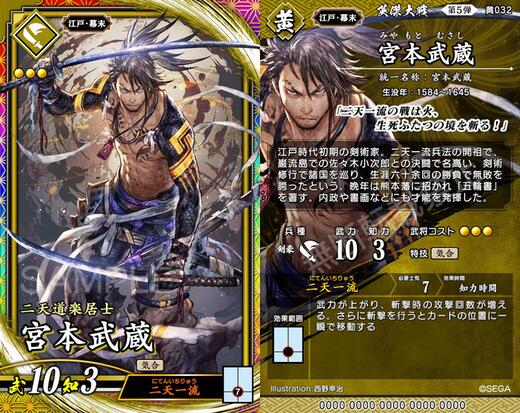 江戸・幕末
SAMPLE
二天道楽居士
宮本武蔵
気合
武10知3
にてんいちりゅう
二天一流
7
黄
江戸・幕末
英傑大戦
第5弾
黄032
みやもと むさし
宮本武蔵
統一名称:宮本武蔵
生没年:1584~1645
「二天一流の戦は火、
生死ふたつの境を斬る!」
江戸時代初期の剣術家。二天一流兵法の開祖で、
巌流島での佐々木小次郎との決闘で名高い。剣術
修行で諸国を巡り、生涯六十余回の勝負で無敗を
誇ったという。晩年は熊本藩に招かれ「五輪書」
を著す。内政や書画などにも才能を発揮した。
兵種 武力 知力 武将コスト
剣豪 10 3 特技 気合
にてんいちりゅう 必要士気 効果時間
二天一流 7 知力時間
効果範囲
武力が上がり、斬撃時の攻撃回数が増え
る。さらに斬撃を行うとカードの位置に一
瞬で移動する
Illustration:西野幸治
©SEGA
0000 0000 0000 0000 0000